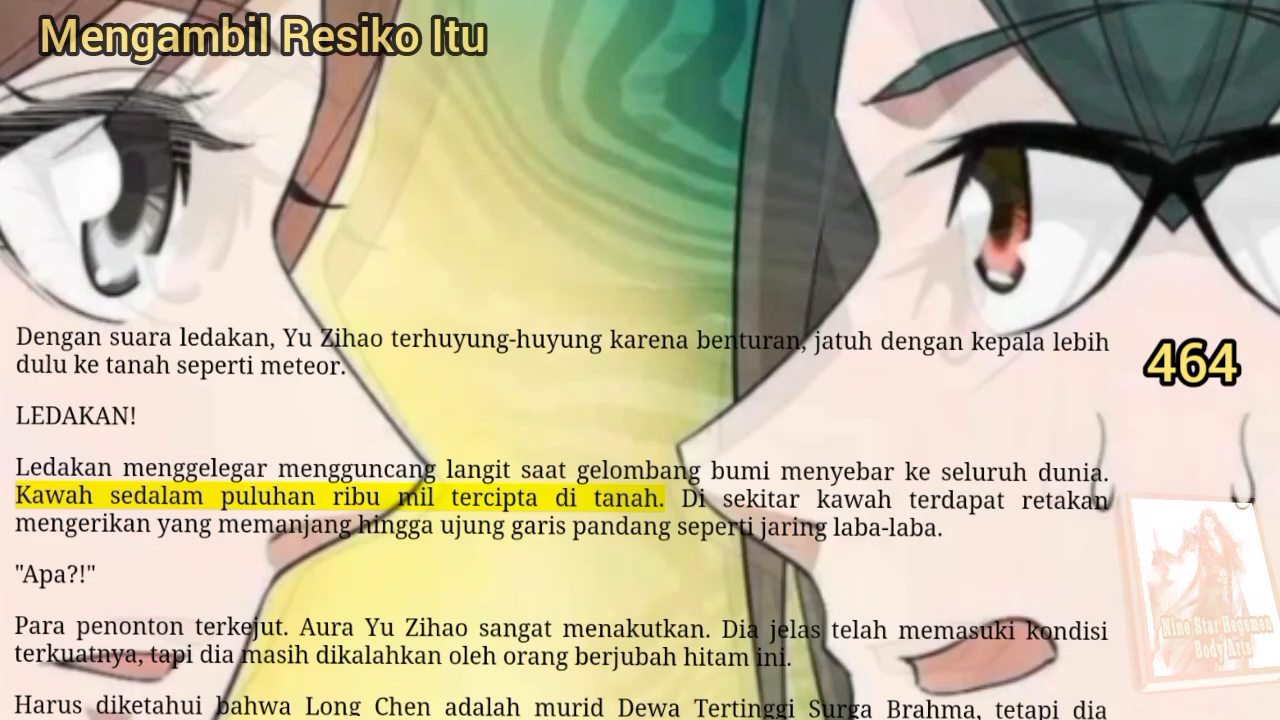 Mengambil Resiko Itu
Dengan suara ledakan, Yu Zihao terhuyung-huyung karena benturan, jatuh dengan kepala lebih
dulu ke tanah seperti meteor.
464
LEDAKAN!
Ledakan menggelegar mengguncang langit saat gelombang bumi menyebar ke seluruh dunia.
Kawah sedalam puluhan ribu mil tercipta di tanah. Di sekitar kawah terdapat retakan
mengerikan yang memanjang hingga ujung garis pandang seperti jaring laba-laba.
"Apa?!"
Para penonton terkejut. Aura Yu Zihao sangat menakutkan. Dia jelas telah memasuki kondisi
terkuatnya, tapi dia masih dikalahkan oleh orang berjubah hitam ini.
Nine Star Hegemon
Body Arts
Harus diketahui bahwa Long Chen adalah murid Dewa Tertinggi Surga Brahma, tetapi dia